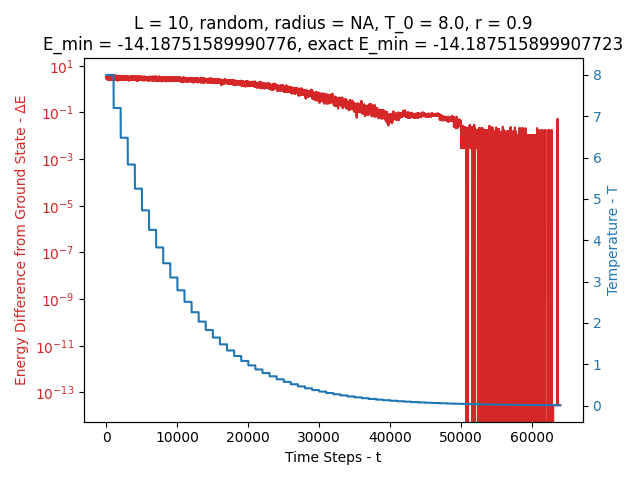 L = 10, random, radius = NA, T_0 = 8.0, r = 0.9
E_min = -14.18751589990776, exact E_min = -14.187515899907723
10¹
10⁻¹
10⁻³
10⁻⁵
10⁻⁷
10⁻⁹
10⁻¹¹
10⁻¹³
Energy Difference from Ground State - ΔE
8
7
6
5
4
3
2
1
0
Temperature - T
0 10000 20000 30000 40000 50000 60000
Time Steps - t